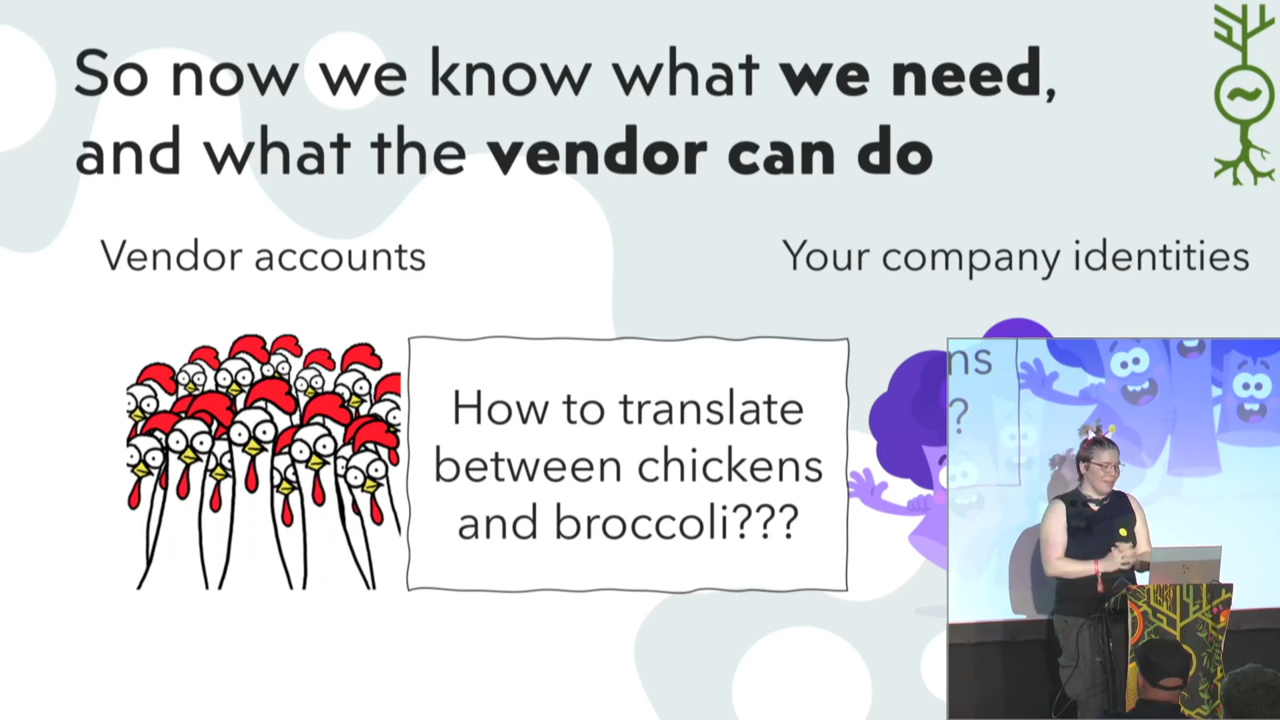 So now we know what we need,
and what the vendor can do
Vendor accounts
Your company identities
How to translate
between chickens
and broccoli???
ns
?